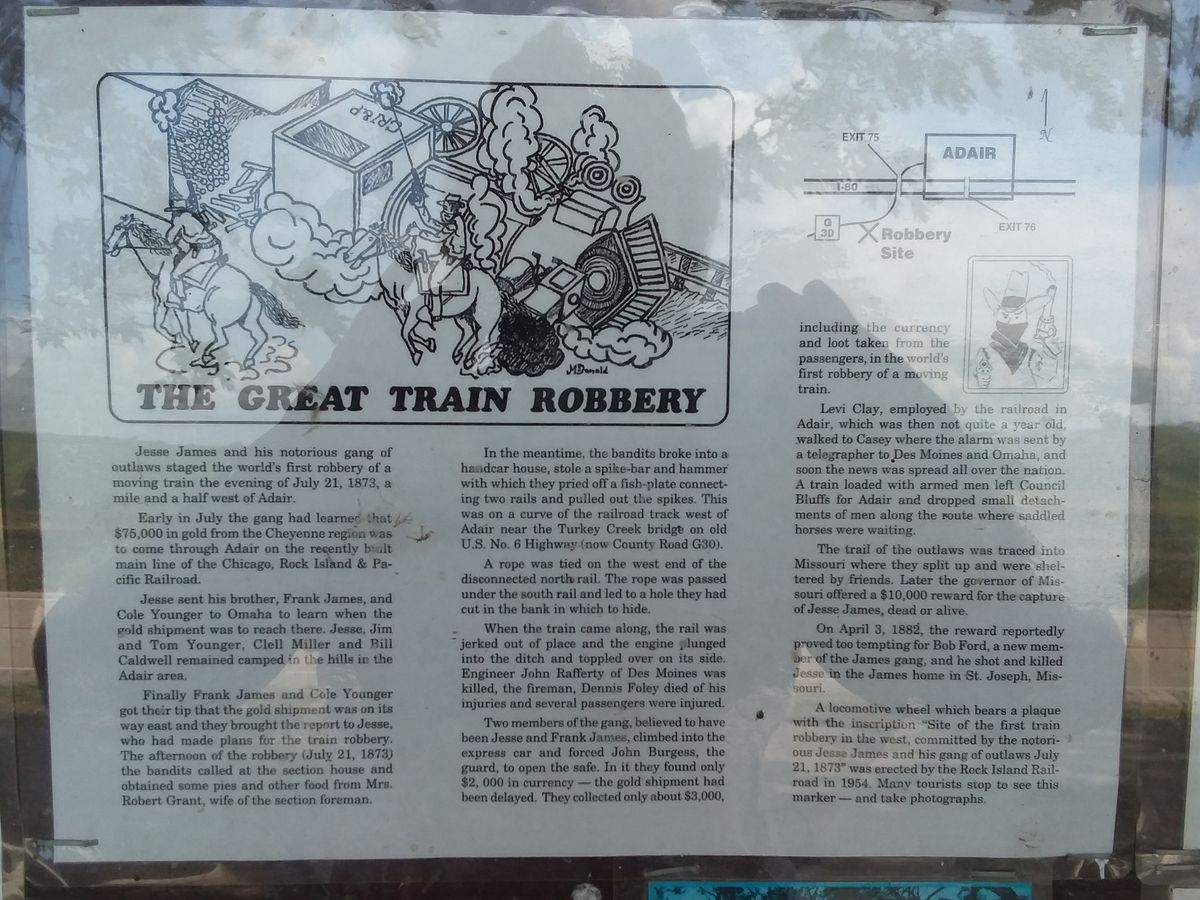 CRI&P
McDonald
THE GREAT TRAIN ROBBERY
Jesse James and his notorious gang of
outlaws staged the world's first robbery of a
moving train the evening of July 21, 1873, a
mile and a half west of Adair.
Early in July the gang had learned that
$75,000 in gold from the Cheyenne region was
to come through Adair on the recently built
main line of the Chicago, Rock Island & Pa-
cific Railroad.
Jesse sent his brother, Frank James, and
Cole Younger to Omaha to learn when the
gold shipment was to reach there. Jesse, Jim
and Tom Younger, Clell Miller and Bill
Caldwell remained camped in the hills in the
Adair area.
Finally Frank James and Cole Younger
got their tip that the gold shipment was on its
way east and they brought the report to Jesse,
who had made plans for the train robbery.
The afternoon of the robbery (July 21, 1873)
the bandits called at the section house and
obtained some pies and other food from Mrs.
Robert Grant, wife of the section foreman.
In the meantime, the bandits broke into a
handcar house, stole a spike-bar and hammer
with which they pried off a fish-plate connect-
ing two rails and pulled out the spikes. This
was on a curve of the railroad track west of
Adair near the Turkey Creek bridge on old
U.S. No. 6 Highway (now County Road G30).
A rope was tied on the west end of the
disconnected north rail. The rope was passed
under the south rail and led to a hole they had
cut in the bank in which to hide.
When the train came along, the rail was
jerked out of place and the engine plunged
into the ditch and toppled over on its side.
Engineer John Rafferty of Des Moines was
killed, the fireman, Dennis Foley died of his
injuries and several passengers were injured.
Two members of the gang, believed to have
been Jesse and Frank James, climbed into the
express car and forced John Burgess, the
guard, to open the safe. In it they found only
$2, 000 in currency — the gold shipment had
been delayed. They collected only about $3,000,
N
EXIT 75
ADAIR
I-80
G
30
Robbery
Site
EXIT 76
including the currency
and loot taken from the
passengers, in the world's
first robbery of a moving
train.
Levi Clay, employed by the railroad in
Adair, which was then not quite a year old,
walked to Casey where the alarm was sent by
a telegrapher to Des Moines and Omaha, and
soon the news was spread all over the nation.
A train loaded with armed men left Council
Bluffs for Adair and dropped small detach-
ments of men along the route where saddled
horses were waiting.
The trail of the outlaws was traced into
Missouri where they split up and were shel-
tered by friends. Later the governor of Mis-
souri offered a $10,000 reward for the capture
of Jesse James, dead or alive.
On April 3, 1882, the reward reportedly
proved too tempting for Bob Ford, a new mem-
ber of the James gang, and he shot and killed
Jesse in the James home in St. Joseph, Mis-
souri.
A locomotive wheel which bears a plaque
with the inscription "Site of the first train
robbery in the west, committed by the notori-
ous Jesse James and his gang of outlaws July
21, 1873" was erected by the Rock Island Rail-
road in 1954. Many tourists stop to see this
marker — and take photographs.